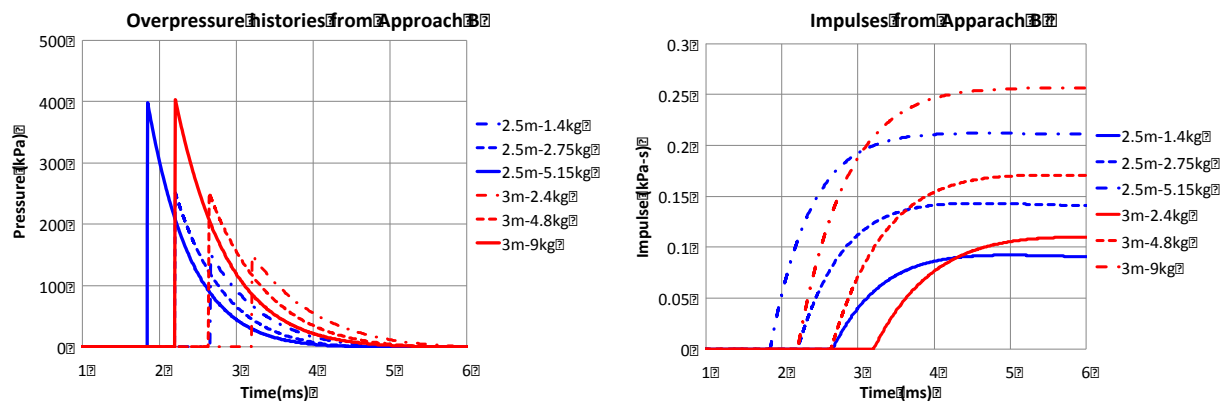 Overpressure histories from Approach B
500
400
300
200
100
0
1 2 3 4 5 6
Pressure (kPa)
Time(ms)
2.5m-1.4kg
2.5m-2.75kg
2.5m-5.15kg
3m-2.4kg
3m-4.8kg
3m-9kg
Impulses from Apparach B
0.3
0.25
0.2
0.15
0.1
0.05
0
1 2 3 4 5 6
Impulse (kPa-s)
Time (ms)
2.5m-1.4kg
2.5m-2.75kg
2.5m-5.15kg
3m-2.4kg
3m-4.8kg
3m-9kg